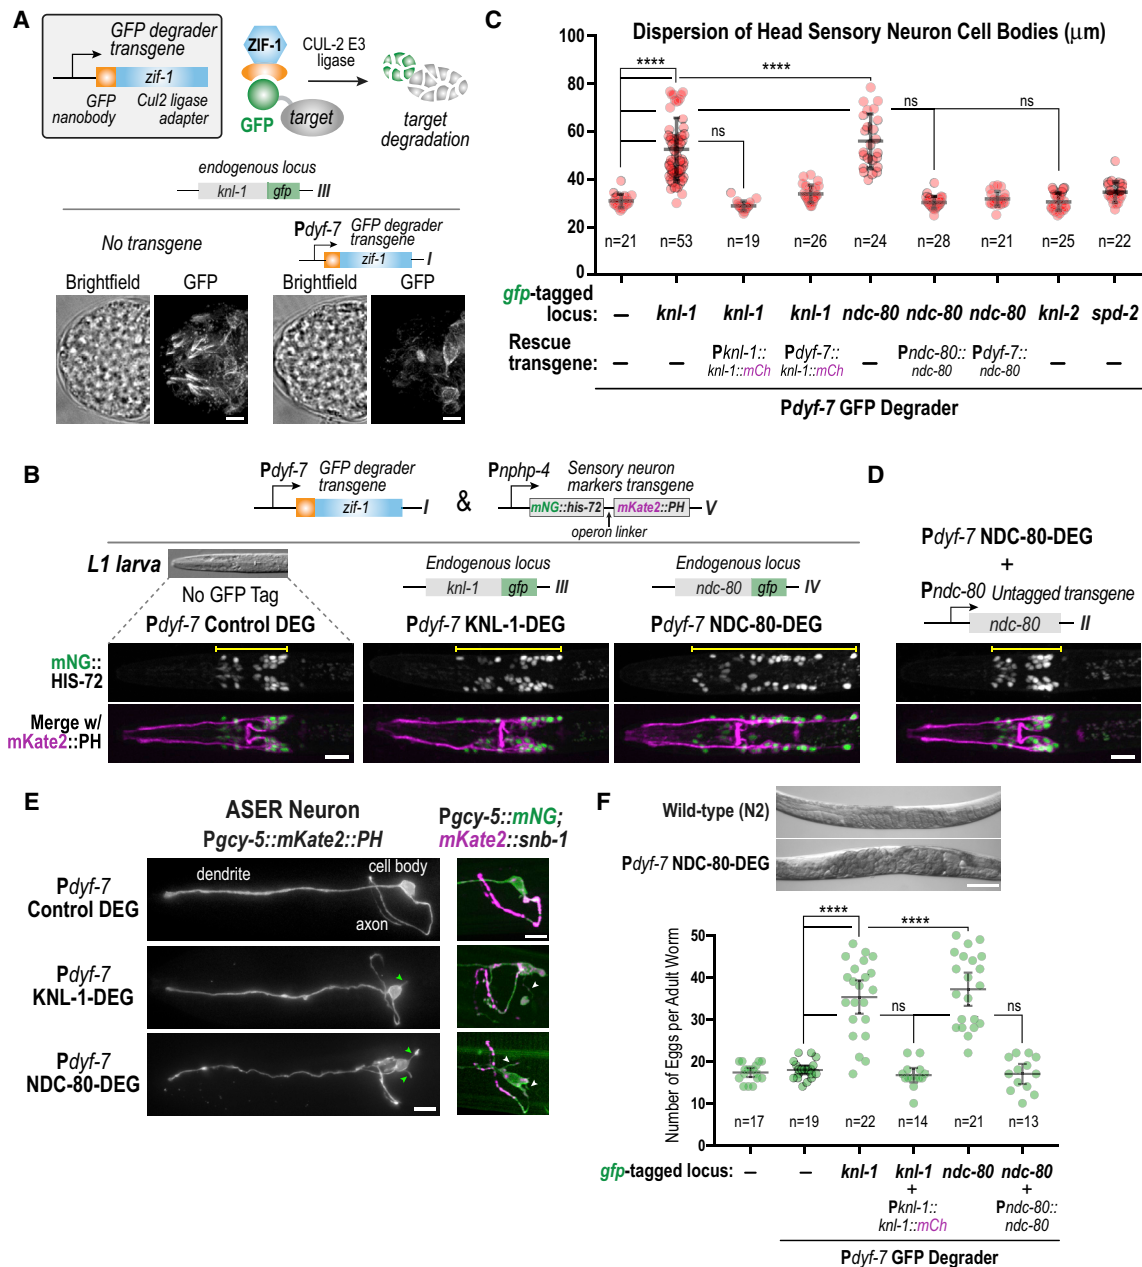 A
GFP degrader
transgene
zif-1
GFP
nanobody
Cul2 ligase
adapter
ZIF-1
CUL-2 E3
ligase
GFP
target
target
degradation
endogenous locus
knl-1
gfp
III
No transgene
Pdyf-7
GFP degrader
transgene
zif-1
I
Brightfield
GFP
Brightfield
GFP
C
Dispersion of Head Sensory Neuron Cell Bodies (μm)
100
80
60
40
20
0
****
****
ns
ns
ns
n=21
n=53
n=19
n=26
n=24
n=28
n=21
n=25
n=22
gfp-tagged
locus:
– knl-1 knl-1 knl-1 ndc-80 ndc-80 ndc-80 knl-2 spd-2
Rescue
transgene:
– –
Pknl-1::
knl-1::mCh
Pdyf-7::
knl-1::mCh
–
Pndc-80::
ndc-80
Pdyf-7::
ndc-80
– –
Pdyf-7 GFP Degrader
B
Pdyf-7
GFP degrader
transgene
zif-1
I
&
Pnphp-4
Sensory neuron
markers transgene
mNG::his-72
mKate2::PH
V
operon linker
L1 larva
No GFP Tag
Pdyf-7 Control DEG
Endogenous locus
knl-1
gfp
III
Pdyf-7 KNL-1-DEG
Endogenous locus
ndc-80
gfp
IV
Pdyf-7 NDC-80-DEG
mNG::
HIS-72
Merge w/
mKate2::PH
D
Pdyf-7 NDC-80-DEG
+
Pndc-80
Untagged transgene
ndc-80
II
E
ASER Neuron
Pgcy-5::mKate2::PH
Pgcy-5::mNG;
mKate2::snb-1
Pdyf-7
Control DEG
dendrite
cell body
axon
Pdyf-7
KNL-1-DEG
Pdyf-7
NDC-80-DEG
F
Wild-type (N2)
Pdyf-7 NDC-80-DEG
Number of Eggs per Adult Worm
50
40
30
20
10
0
****
****
ns
ns
n=17
n=19
n=22
n=14
n=21
n=13
gfp-tagged locus:
– – knl-1 knl-1 ndc-80 ndc-80
+
Pknl-1::
knl-1::mCh
+
Pndc-80::
ndc-80
Pdyf-7 GFP Degrader